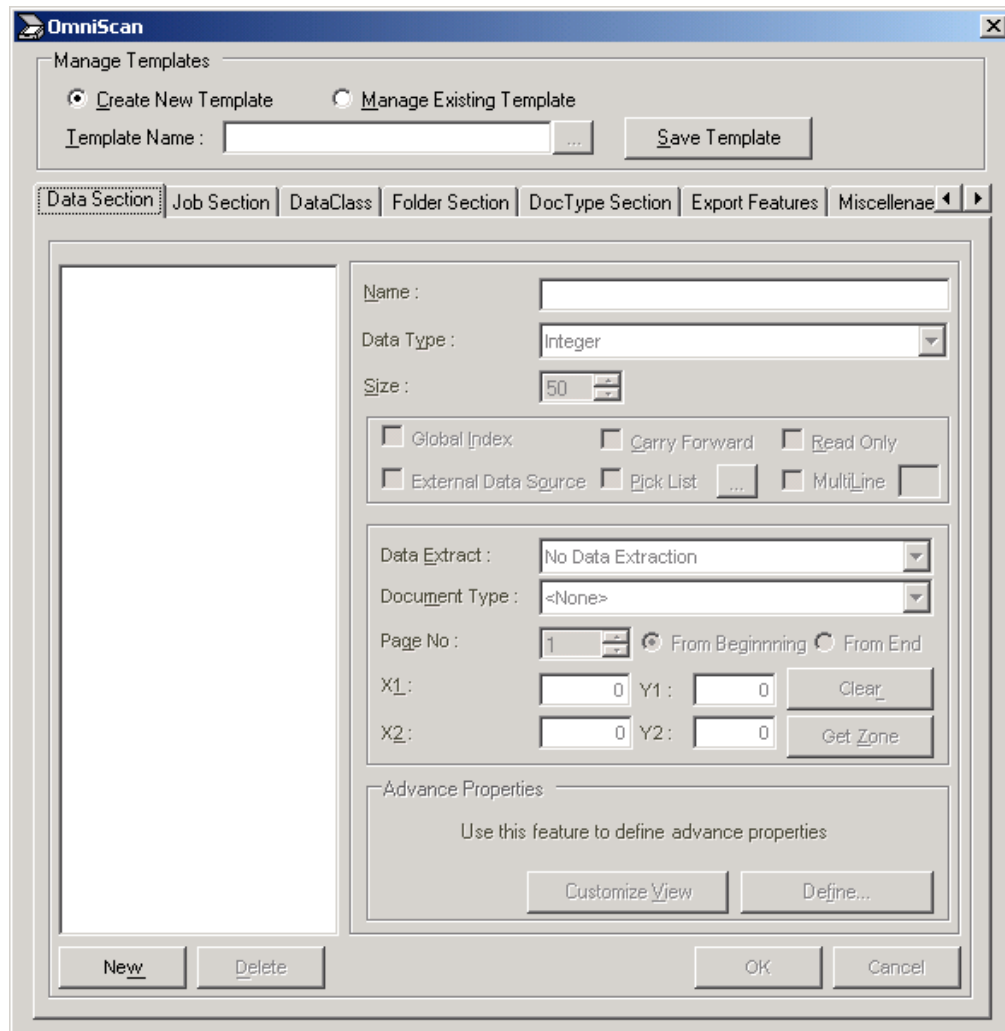 OmniScan
Manage Templates
Create New Template Manage Existing Template
Template Name : ... Save Template
Data Section Job Section DataClass Folder Section DocType Section Export Features Miscellenae
Name :
Data Type : Integer
Size : 50
Global Index Carry Forward Read Only
External Data Source Pick List ... MultiLine
Data Extract : No Data Extraction
Document Type : <None>
Page No : 1 From Beginnning From End
X1 : 0 Y1 : 0 Clear
X2 : 0 Y2 : 0 Get Zone
Advance Properties
Use this feature to define advance properties
Customize View Define...
New Delete OK Cancel